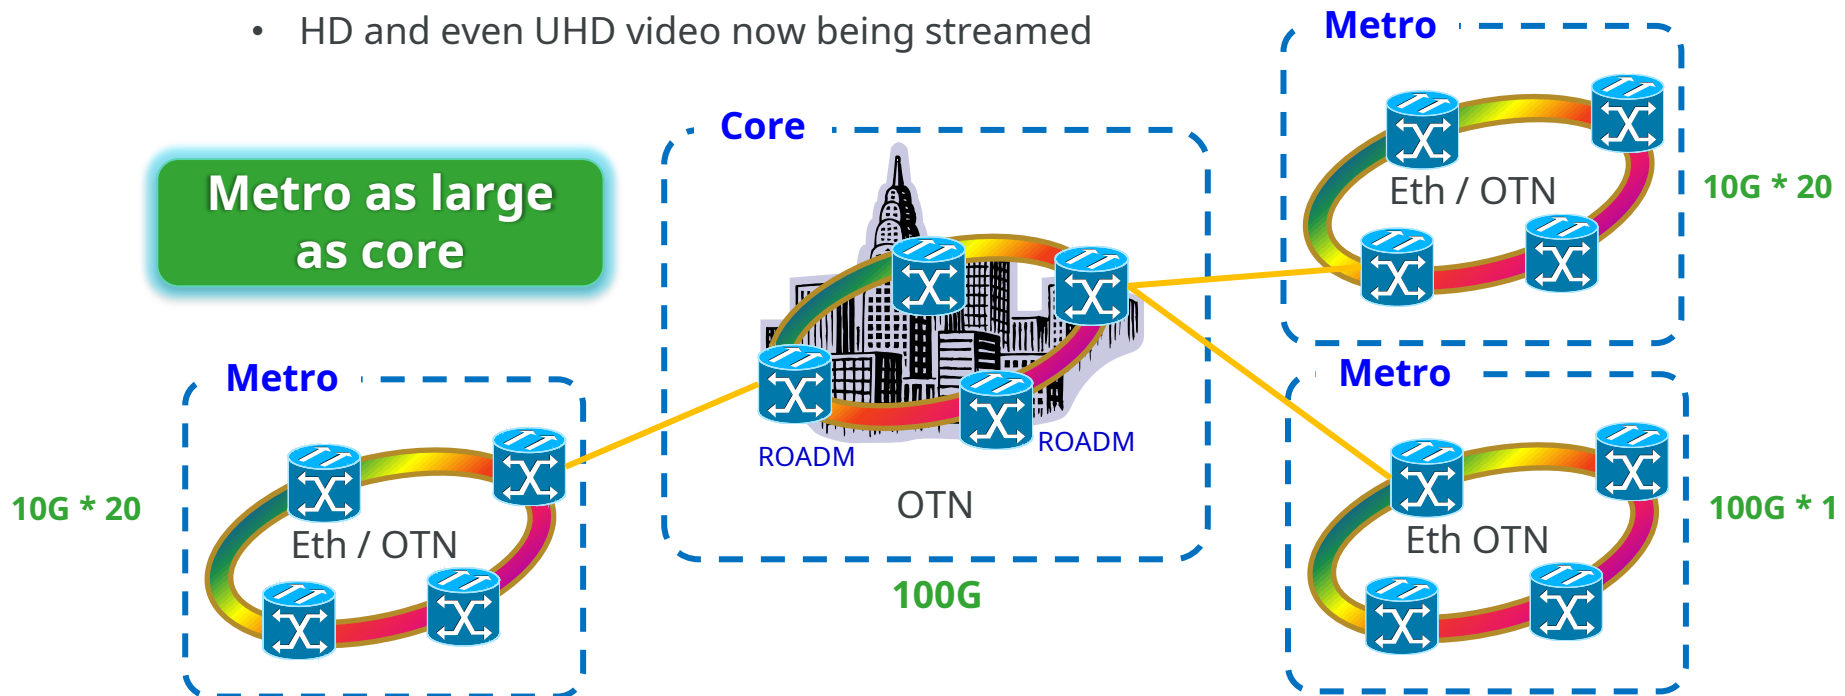 • HD and even UHD video now being streamed
Metro
Core
Metro as large
as core
Eth / OTN
10G * 20
Metro
Metro
ROADM
ROADM
OTN
10G * 20
Eth / OTN
Eth OTN
100G * 1
100G